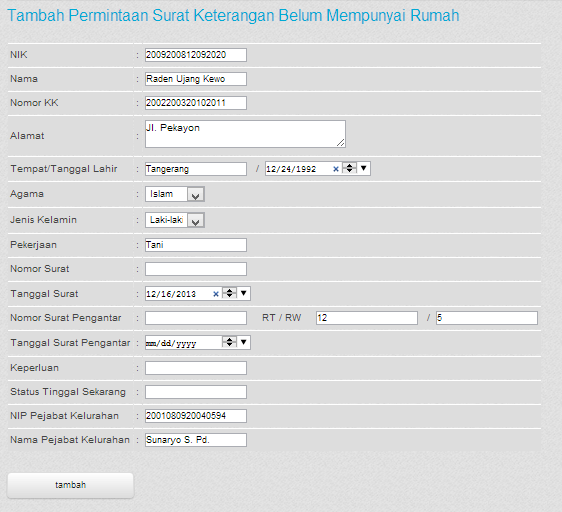 Tambah Permintaan Surat Keterangan Belum Mempunyai Rumah
NIK : 2009200812092020
Nama : Raden Ujang Kewo
Nomor KK : 2002200320102011
Alamat : Jl. Pekayon
Tempat/Tanggal Lahir : Tangerang / 12/24/1992
Agama : Islam
Jenis Kelamin : Laki-laki
Pekerjaan : Tani
Nomor Surat :
Tanggal Surat : 12/16/2013
Nomor Surat Pengantar : RT / RW 12 / 5
Tanggal Surat Pengantar : mm/dd/yyyy
Keperluan :
Status Tinggal Sekarang :
NIP Pejabat Kelurahan : 2001080920040594
Nama Pejabat Kelurahan : Sunaryo S. Pd.
tambah